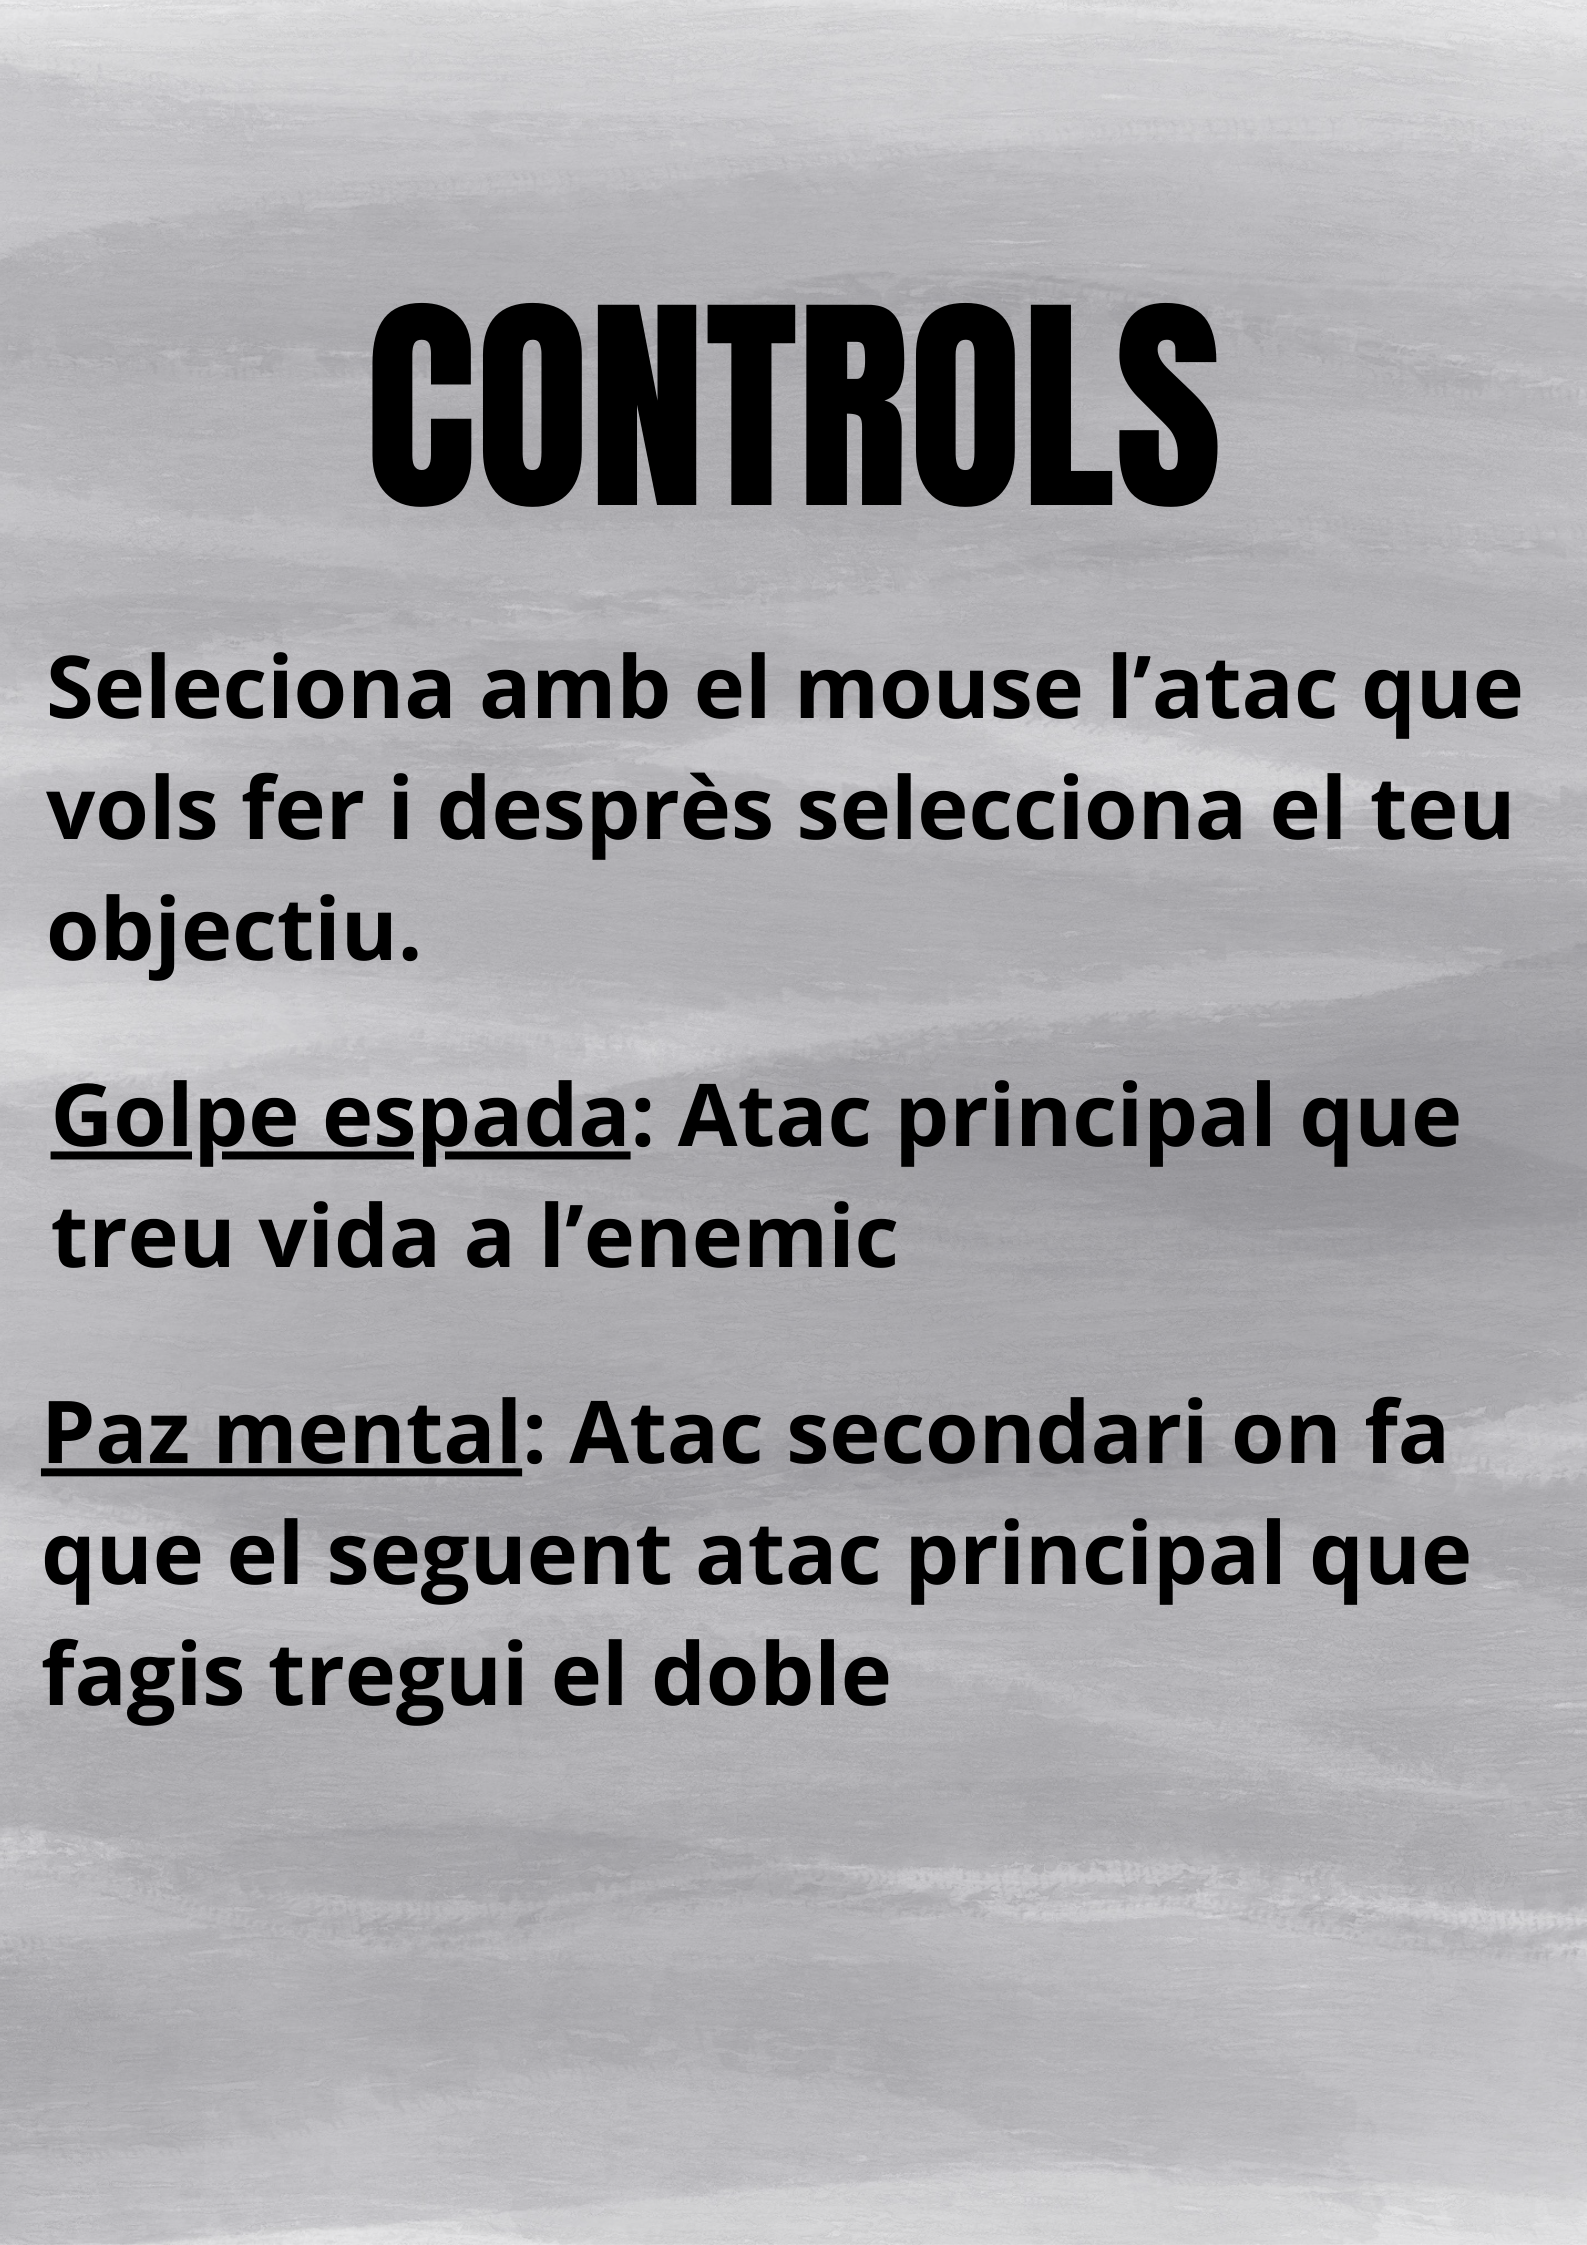 CONTROLS
Seleciona amb el mouse l’atac que
vols fer i desprès selecciona el teu
objectiu.
Golpe espada: Atac principal que
treu vida a l’enemic
Paz mental: Atac secondari on fa
que el seguent atac principal que
fagis tregui el doble